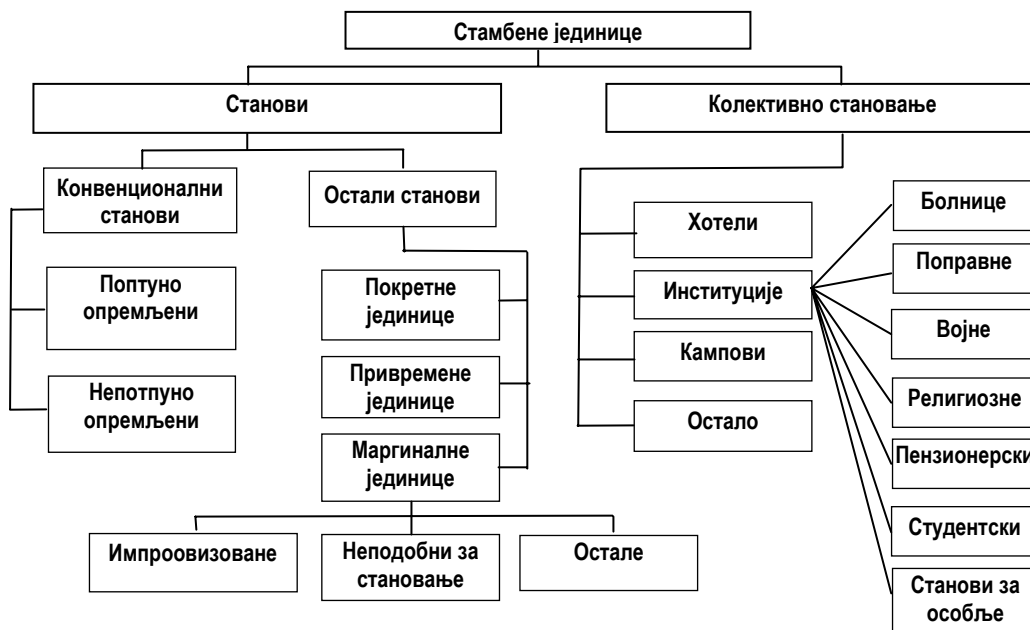 Стамбене јединице
Станови
Колективно становање
Конвенционални
станови
Остали станови
Поптуно
опремљени
Непотпуно
опремљени
Покретне
јединице
Привремене
јединице
Маргиналне
јединице
Импроовизоване
Неподобни за
становање
Остале
Хотели
Институције
Кампови
Остало
Болнице
Поправне
Војне
Религиозне
Пензионерски
Студентски
Станови за
особље